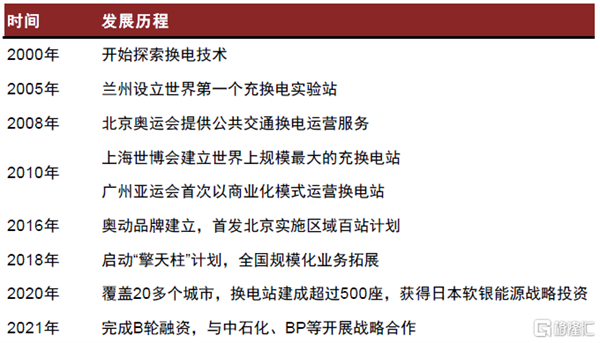 时间 发展历程
2000年 开始探索换电技术
2005年 兰州设立世界第一个充换电实验站
2008年 北京奥运会提供公共交通换电运营服务
2010年 上海世博会建立世界上规模最大的充换电站
广州亚运会首次以商业化模式运营换电站
2016年 奥动品牌建立，首发北京实施区域百站计划
2018年 启动“擎天柱”计划，全国规模化业务拓展
2020年 覆盖20多个城市，换电站建成超过500座，获得日本软银能源战略投资
2021年 完成B轮融资，与中石化、BP等开展战略合作
格隆汇